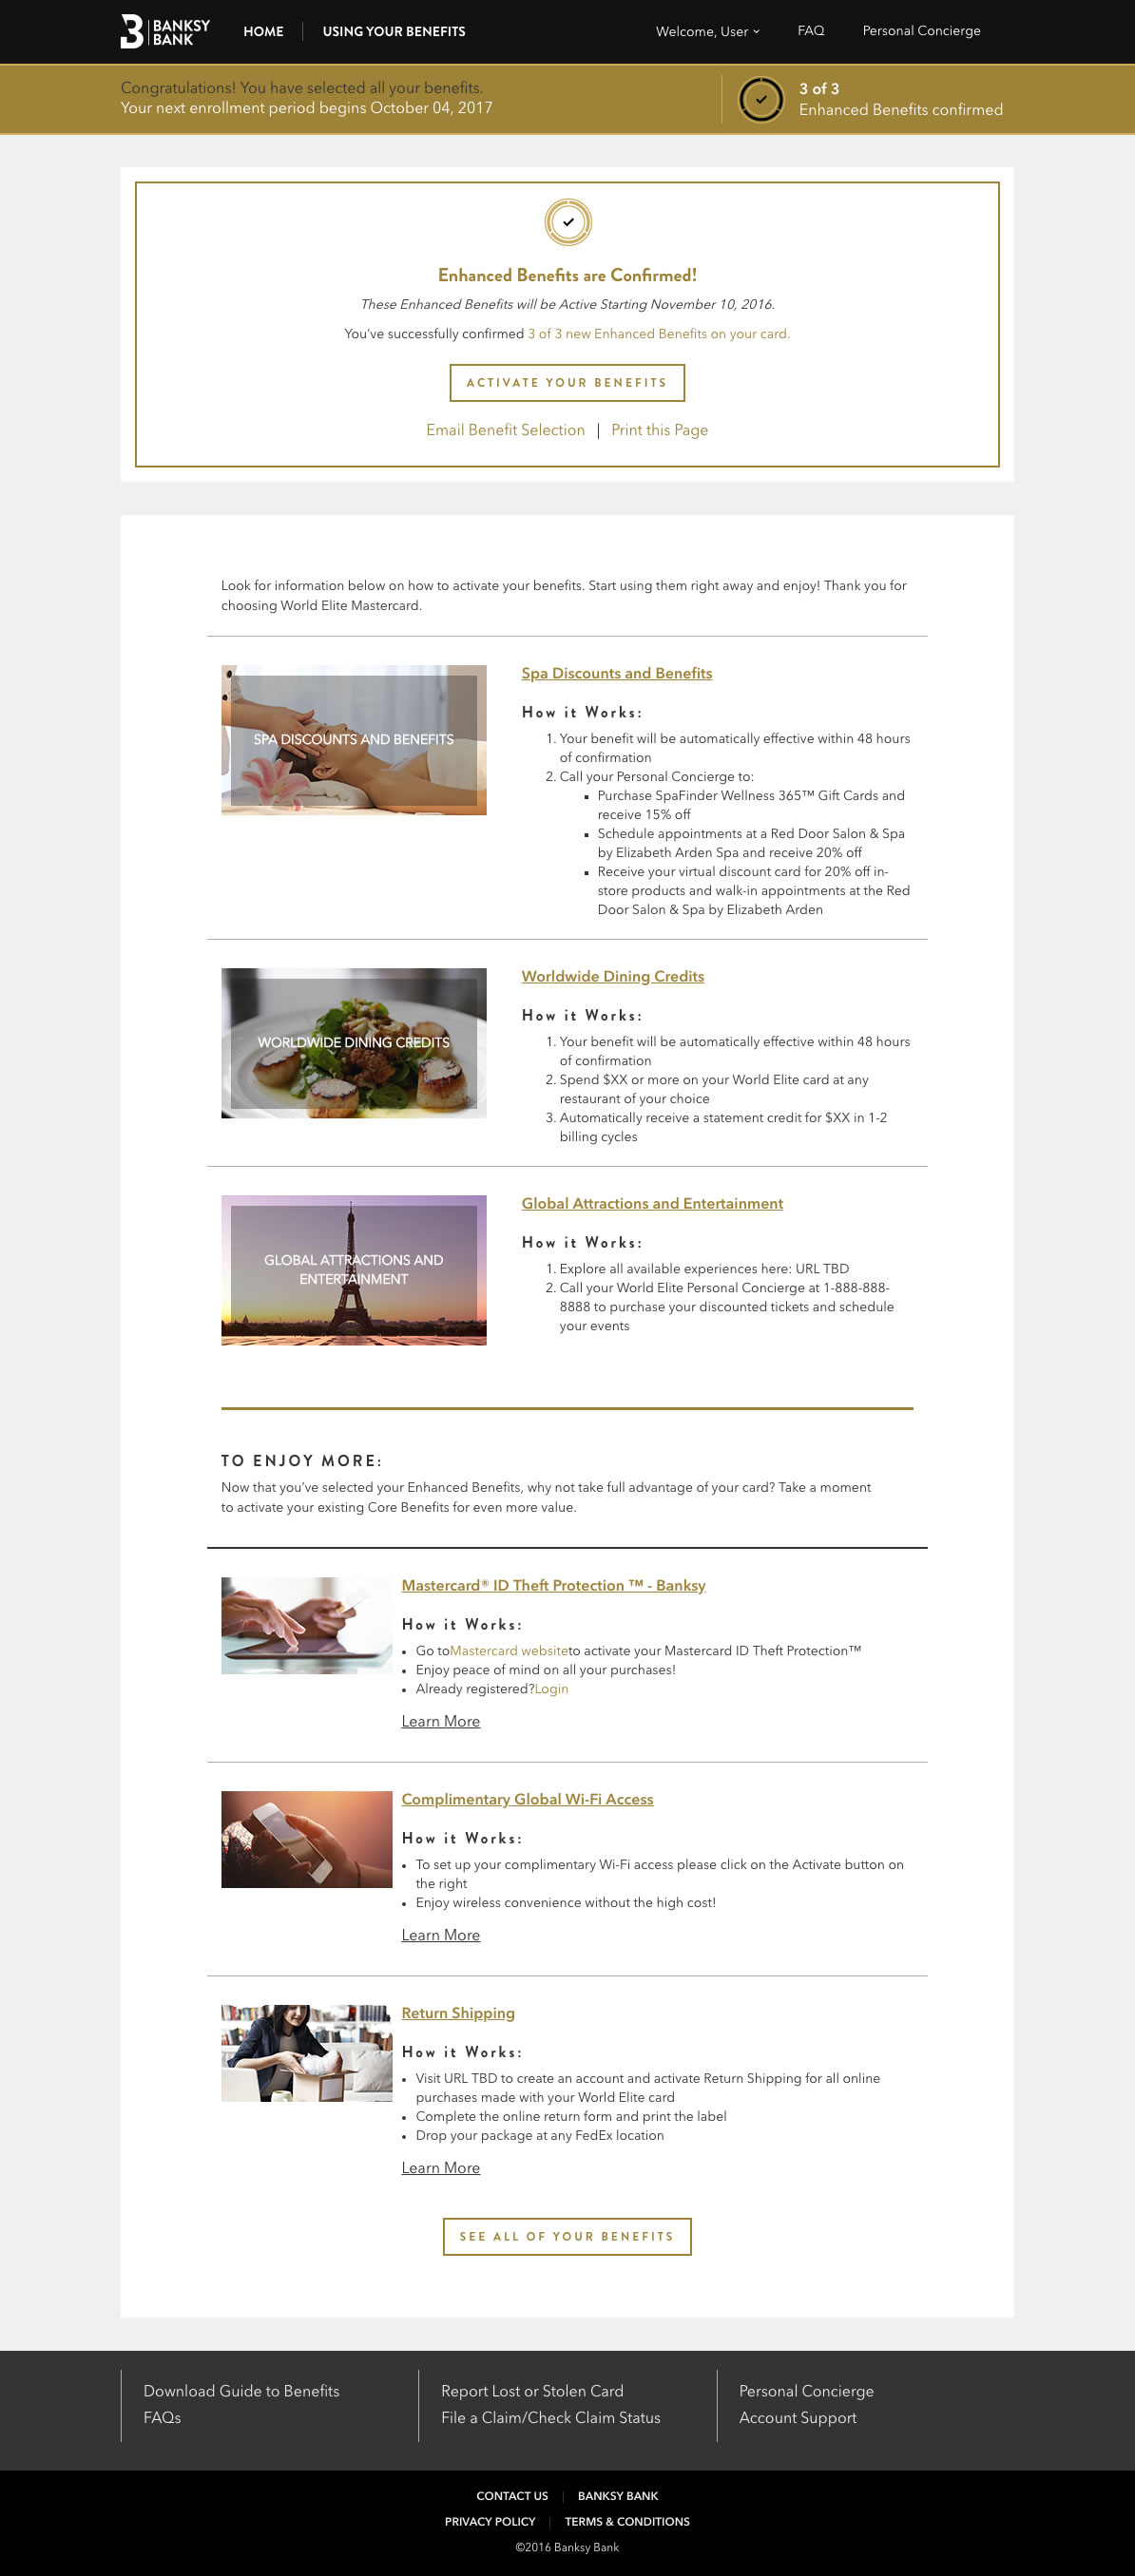 BANKSY
BANK
HOME
USING YOUR BENEFITS
Welcome, User
FAQ
Personal Concierge
Congratulations! You have selected all your benefits.
Your next enrollment period begins October 04, 2017
3 of 3
Enhanced Benefits confirmed
Enhanced Benefits are Confirmed!
These Enhanced Benefits will be Active Starting November 10, 2016.
You've successfully confirmed 3 of 3 new Enhanced Benefits on your card.
ACTIVATE YOUR BENEFITS
Email Benefit Selection | Print this Page
Look for information below on how to activate your benefits. Start using them right away and enjoy! Thank you for
choosing World Elite Mastercard.
SPA DISCOUNTS AND BENEFITS
Spa Discounts and Benefits
How it Works:
1. Your benefit will be automatically effective within 48 hours
of confirmation
2. Call your Personal Concierge to:
▪ Purchase SpaFinder Wellness 365™ Gift Cards and
receive 15% off
▪ Schedule appointments at a Red Door Salon & Spa
by Elizabeth Arden Spa and receive 20% off
▪ Receive your virtual discount card for 20% off in-
store products and walk-in appointments at the Red
Door Salon & Spa by Elizabeth Arden
WORLDWIDE DINING CREDITS
Worldwide Dining Credits
How it Works:
1. Your benefit will be automatically effective within 48 hours
of confirmation
2. Spend $XX or more on your World Elite card at any
restaurant of your choice
3. Automatically receive a statement credit for $XX in 1-2
billing cycles
GLOBAL ATTRACTIONS AND
ENTERTAINMENT
Global Attractions and Entertainment
How it Works:
1. Explore all available experiences here: URL TBD
2. Call your World Elite Personal Concierge at 1-888-888-
8888 to purchase your discounted tickets and schedule
your events
TO ENJOY MORE:
Now that you've selected your Enhanced Benefits, why not take full advantage of your card? Take a moment
to activate your existing Core Benefits for even more value.
Mastercard® ID Theft Protection ™ - Banksy
How it Works:
• Go toMastercard websiteto activate your Mastercard ID Theft Protection™
• Enjoy peace of mind on all your purchases!
• Already registered?Login
Learn More
Complimentary Global Wi-Fi Access
How it Works:
• To set up your complimentary Wi-Fi access please click on the Activate button on
the right
• Enjoy wireless convenience without the high cost!
Learn More
Return Shipping
How it Works:
• Visit URL TBD to create an account and activate Return Shipping for all online
purchases made with your World Elite card
• Complete the online return form and print the label
• Drop your package at any FedEx location
Learn More
SEE ALL OF YOUR BENEFITS
Download Guide to Benefits
FAQs
Report Lost or Stolen Card
File a Claim/Check Claim Status
Personal Concierge
Account Support
CONTACT US | BANKSY BANK
PRIVACY POLICY | TERMS & CONDITIONS
©2016 Banksy Bank